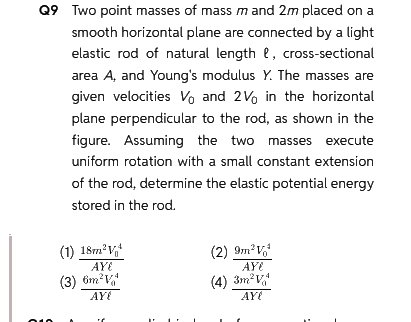 Q9 Two point masses of mass m and 2m placed on a
smooth horizontal plane are connected by a light
elastic rod of natural length ℓ, cross-sectional
area A, and Young's modulus Y. The masses are
given velocities V₀ and 2V₀ in the horizontal
plane perpendicular to the rod, as shown in the
figure. Assuming the two masses execute
uniform rotation with a small constant extension
of the rod, determine the elastic potential energy
stored in the rod.
(1) 18m²V₀⁴/AYℓ (2) 9m²V₀⁴/AYℓ
(3) 6m²V₀⁴/AYℓ (4) 3m²V₀⁴/AYℓ